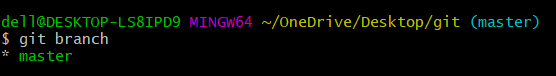 dell@DESKTOP-LS8IPD9 MINGW64 ~/OneDrive/Desktop/git (master)
$ git branch
* master